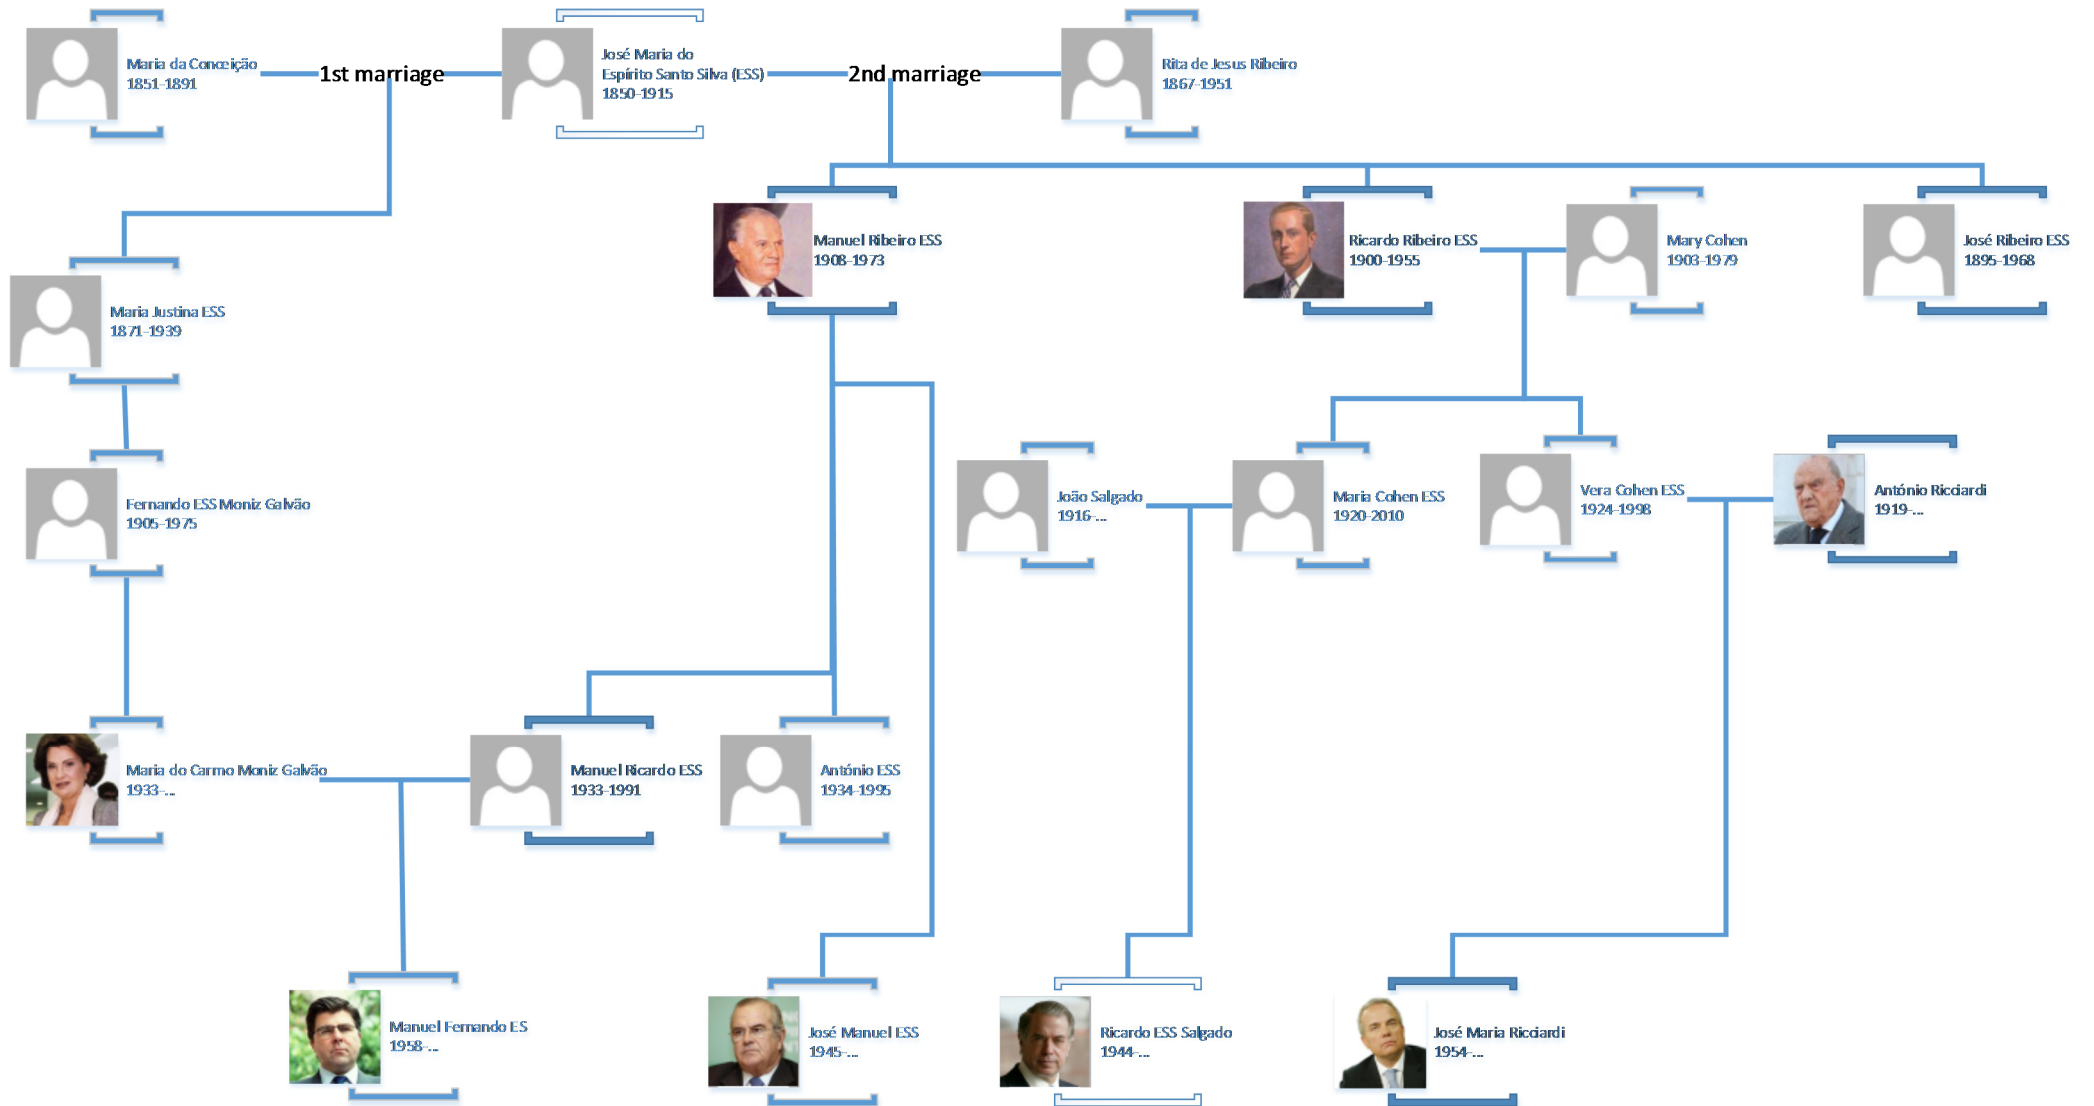 Maria da Conceição
1851-1891
1st marriage
José Maria do
Espírito Santo Silva (ESS)
1850-1915
2nd marriage
Rita de Jesus Ribeiro
1867-1951
Manuel Ribeiro ESS
1908-1973
Ricardo Ribeiro ESS
1900-1955
Mary Cohen
1903-1979
José Ribeiro ESS
1895-1968
Maria Justina ESS
1871-1939
Fernando ESS Moniz Galvão
1905-1975
João Salgado
1916-...
Maria Cohen ESS
1920-2010
Vera Cohen ESS
1924-1998
António Ricciardi
1919-...
Maria do Carmo Moniz Galvão
1933-...
Manuel Ricardo ESS
1933-1991
António ESS
1934-1995
Manuel Fernando ES
1958-...
José Manuel ESS
1945-...
Ricardo ESS Salgado
1944-...
José Maria Ricciardi
1954-...